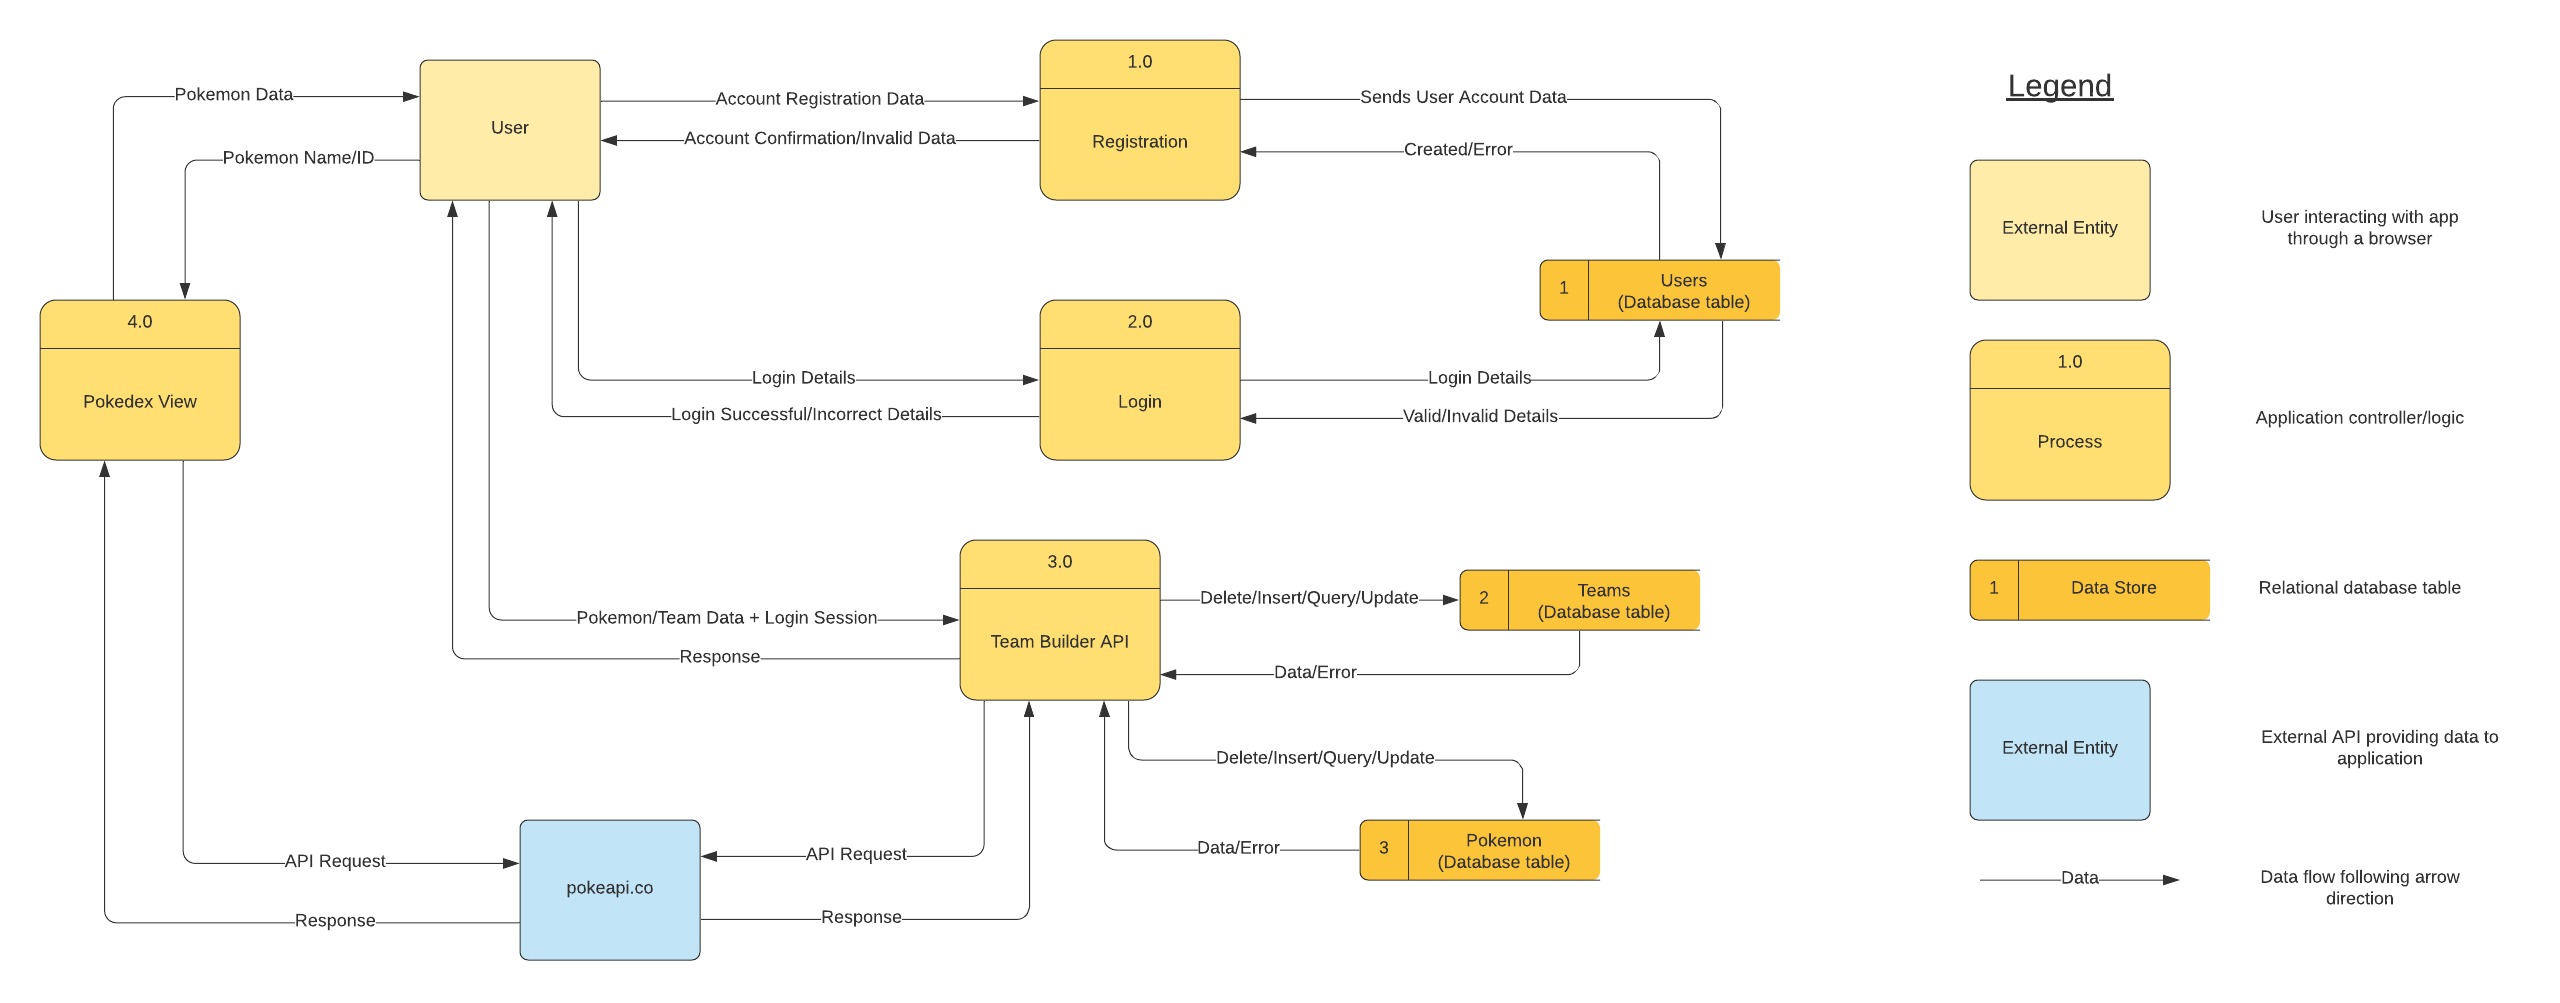 Pokemon Data
Pokemon Name/ID
User
Account Registration Data
Account Confirmation/Invalid Data
1.0
Registration
Sends User Account Data
Created/Error
1
Users
(Database table)
4.0
Pokedex View
2.0
Login
Login Details
Login Successful/Incorrect Details
Login Details
Valid/Invalid Details
3.0
Team Builder API
Pokemon/Team Data + Login Session
Response
Delete/Insert/Query/Update
2
Teams
(Database table)
Data/Error
Delete/Insert/Query/Update
Data/Error
3
Pokemon
(Database table)
API Request
Response
pokeapi.co
API Request
Response
Legend
External Entity
User interacting with app
through a browser
1.0
Process
Application controller/logic
1
Data Store
Relational database table
External Entity
External API providing data to
application
Data
Data flow following arrow
direction